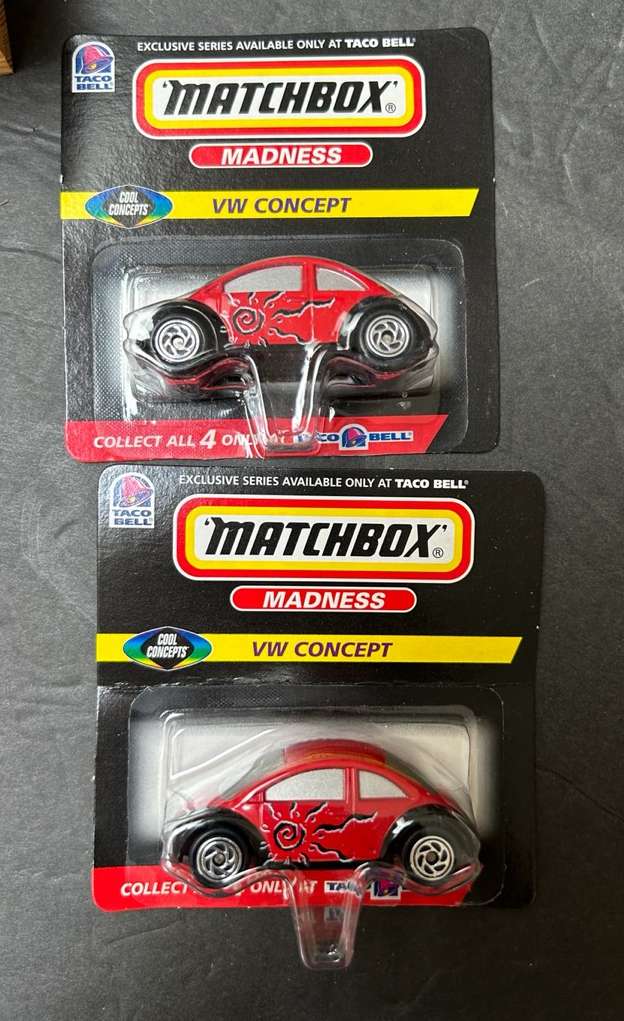 EXCLUSIVE SERIES AVAILABLE ONLY AT TACO BELL®
TACO
BELL®
'MATCHBOX'®
MADNESS
COOL
CONCEPTS™
VW CONCEPT
COLLECT ALL 4 ONLY AT TACO BELL®
EXCLUSIVE SERIES AVAILABLE ONLY AT TACO BELL®
TACO
BELL®
'MATCHBOX'®
MADNESS
COOL
CONCEPTS™
VW CONCEPT
COLLECT ONLY AT